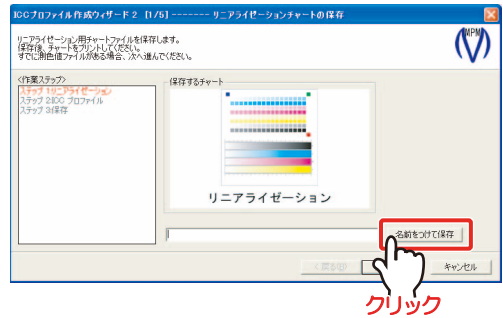 ICCプロファイル作成ウィザード 2 [1/5] ------- リニアライゼーションチャートの保存
リニアライゼーション用チャートファイルを保存します。
保存後、チャートをプリントしてください。
すでに測色値ファイルがある場合、次へ進んでください。
MPM
<作業ステップ>
ステップ 1:リニアライゼーション
ステップ 2:ICC プロファイル
ステップ 3:保存
保存するチャート
リニアライゼーション
名前をつけて保存
キャンセル
クリック